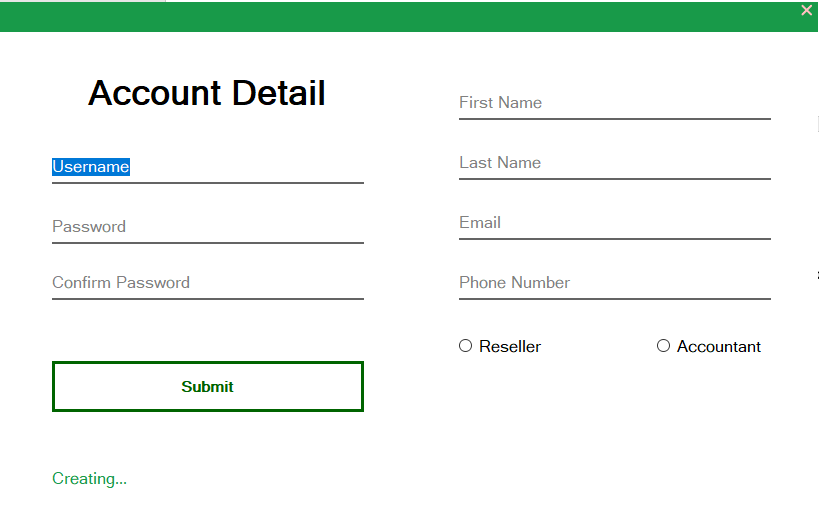 Account Detail
Username
Password
Confirm Password
Submit
Creating...
First Name
Last Name
Email
Phone Number
Reseller
Accountant